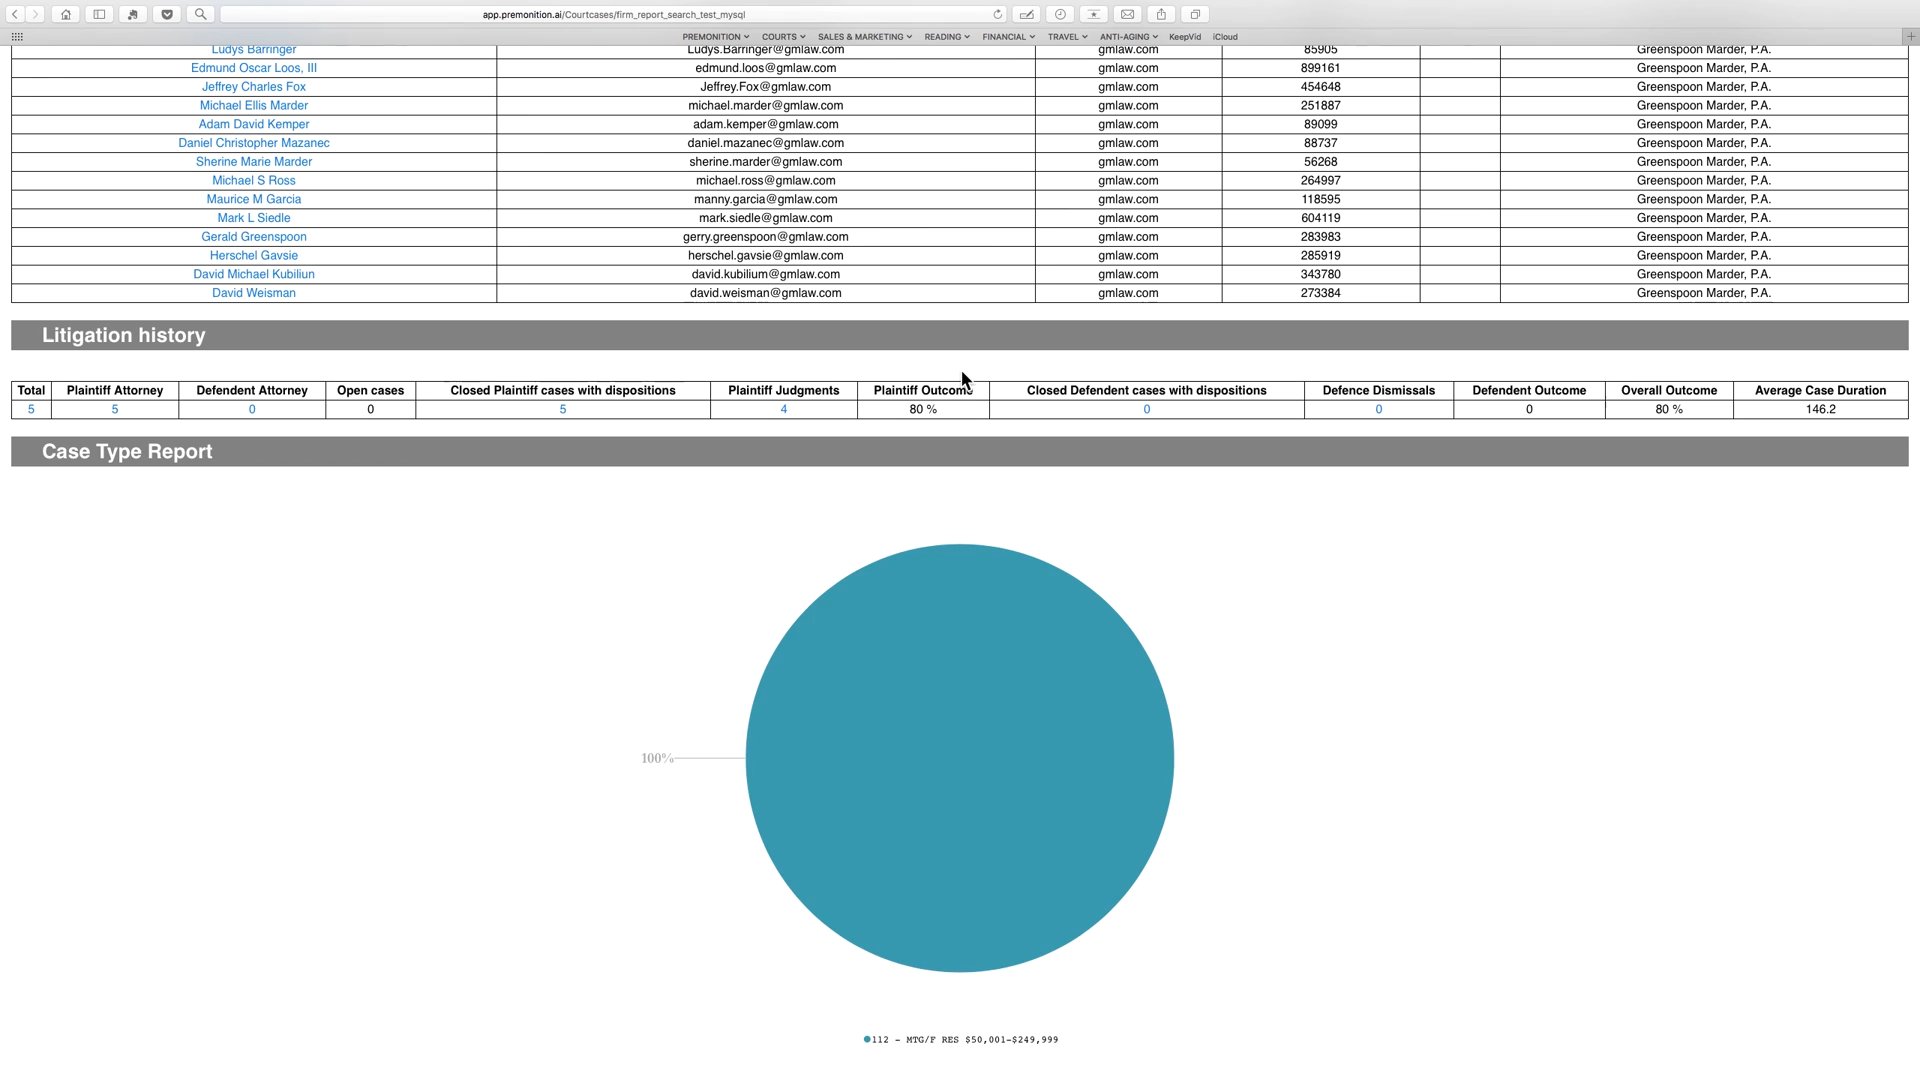 app.premonition.ai/Courtcases/firm_report_search_test_mysql
PREMONITION COURTS SALES & MARKETING READING FINANCIAL TRAVEL ANTI-AGING KeepVid iCloud
Ludys Barringer Ludys.Barringer@gmlaw.com gmlaw.com 85905 Greenspoon Marder, P.A.
Edmund Oscar Loos, III edmund.loos@gmlaw.com gmlaw.com 899161 Greenspoon Marder, P.A.
Jeffrey Charles Fox Jeffrey.Fox@gmlaw.com gmlaw.com 454648 Greenspoon Marder, P.A.
Michael Ellis Marder michael.marder@gmlaw.com gmlaw.com 251887 Greenspoon Marder, P.A.
Adam David Kemper adam.kemper@gmlaw.com gmlaw.com 89099 Greenspoon Marder, P.A.
Daniel Christopher Mazanec daniel.mazanec@gmlaw.com gmlaw.com 88737 Greenspoon Marder, P.A.
Sherine Marie Marder sherine.marder@gmlaw.com gmlaw.com 56268 Greenspoon Marder, P.A.
Michael S Ross michael.ross@gmlaw.com gmlaw.com 264997 Greenspoon Marder, P.A.
Maurice M Garcia manny.garcia@gmlaw.com gmlaw.com 118595 Greenspoon Marder, P.A.
Mark L Siedle mark.siedle@gmlaw.com gmlaw.com 604119 Greenspoon Marder, P.A.
Gerald Greenspoon gerry.greenspoon@gmlaw.com gmlaw.com 283983 Greenspoon Marder, P.A.
Herschel Gavsie herschel.gavsie@gmlaw.com gmlaw.com 285919 Greenspoon Marder, P.A.
David Michael Kubiliun david.kubilium@gmlaw.com gmlaw.com 343780 Greenspoon Marder, P.A.
David Weisman david.weisman@gmlaw.com gmlaw.com 273384 Greenspoon Marder, P.A.
Litigation history
Total Plaintiff Attorney Defendent Attorney Open cases Closed Plaintiff cases with dispositions Plaintiff Judgments Plaintiff Outcome Closed Defendent cases with dispositions Defence Dismissals Defendent Outcome Overall Outcome Average Case Duration
5 5 0 0 5 4 80 % 0 0 0 80 % 146.2
Case Type Report
100%
112 - MTG/F RES $50,001-$249,999